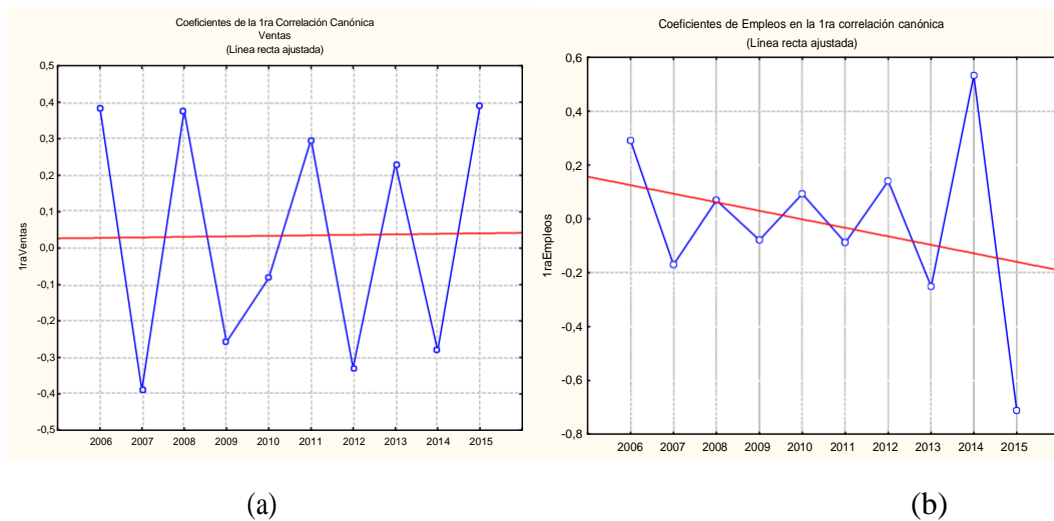 Coeficientes de la 1ra Correlación Canónica
Ventas
(Línea recta ajustada)
0,5
0,4
0,3
0,2
0,1
0,0
-0,1
-0,2
-0,3
-0,4
-0,5
1raVentas
2006 2007 2008 2009 2010 2011 2012 2013 2014 2015
(a)
Coeficientes de Empleos en la 1ra correlación canónica
(Línea recta ajustada)
0,6
0,4
0,2
0,0
-0,2
-0,4
-0,6
-0,8
1raEmpleos
2006 2007 2008 2009 2010 2011 2012 2013 2014 2015
(b)